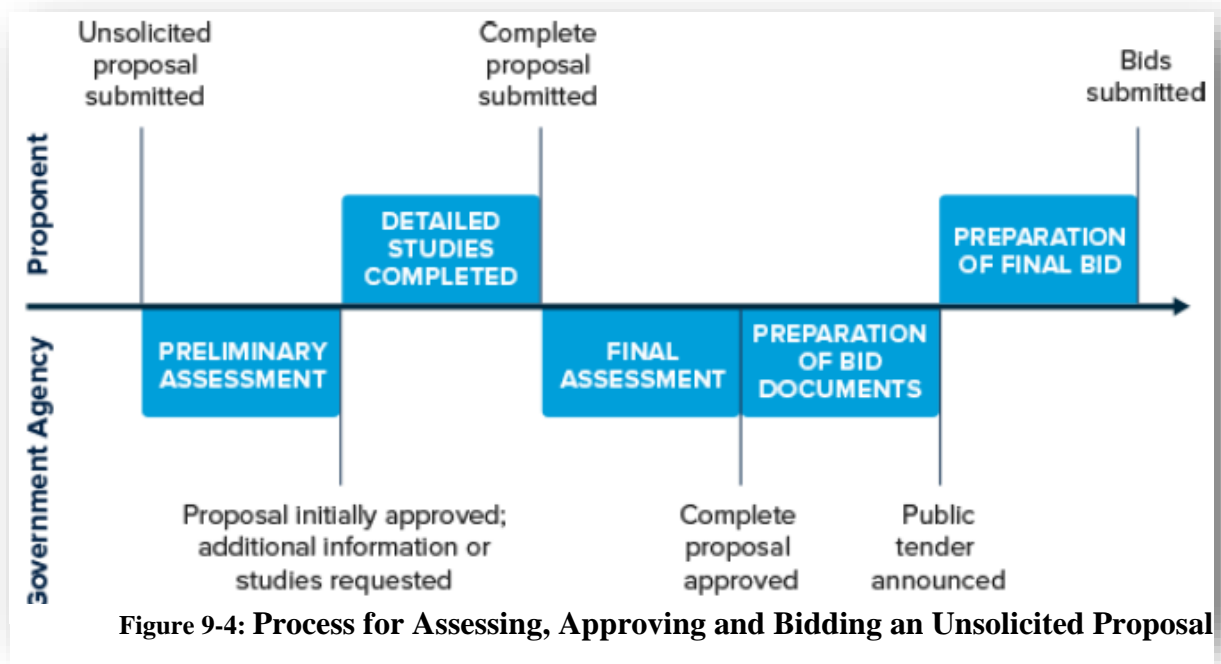 Unsolicited
proposal
submitted
Complete
proposal
submitted
Bids
submitted
Proponent
DETAILED
STUDIES
COMPLETED
PREPARATION
OF FINAL BID
PRELIMINARY
ASSESSMENT
FINAL
ASSESSMENT
PREPARATION
OF BID
DOCUMENTS
Government Agency
Proposal initially approved;
additional information or
studies requested
Complete
proposal
approved
Public
tender
announced
Figure 9-4: Process for Assessing, Approving and Bidding an Unsolicited Proposal